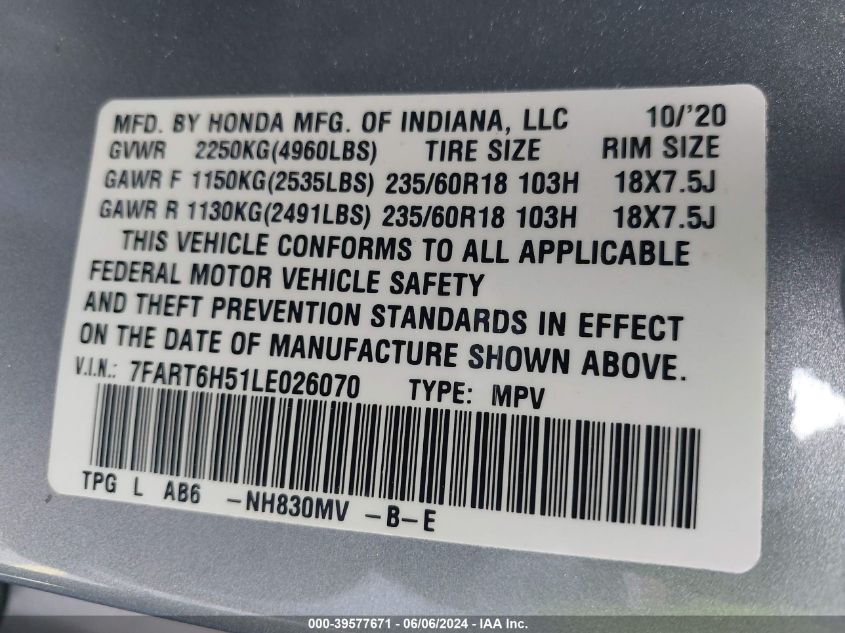 MFD. BY HONDA MFG. OF INDIANA, LLC 10/'20
GVWR 2250KG(4960LBS) TIRE SIZE RIM SIZE
GAWR F 1150KG(2535LBS) 235/60R18 103H 18X7.5J
GAWR R 1130KG(2491LBS) 235/60R18 103H 18X7.5J
THIS VEHICLE CONFORMS TO ALL APPLICABLE
FEDERAL MOTOR VEHICLE SAFETY
AND THEFT PREVENTION STANDARDS IN EFFECT
ON THE DATE OF MANUFACTURE SHOWN ABOVE.
V.I.N.: 7FART6H51LE026070 TYPE: MPV
TPG L AB6 -NH830MV -B-E
000-39577671 - 06/06/2024 - IAA Inc.